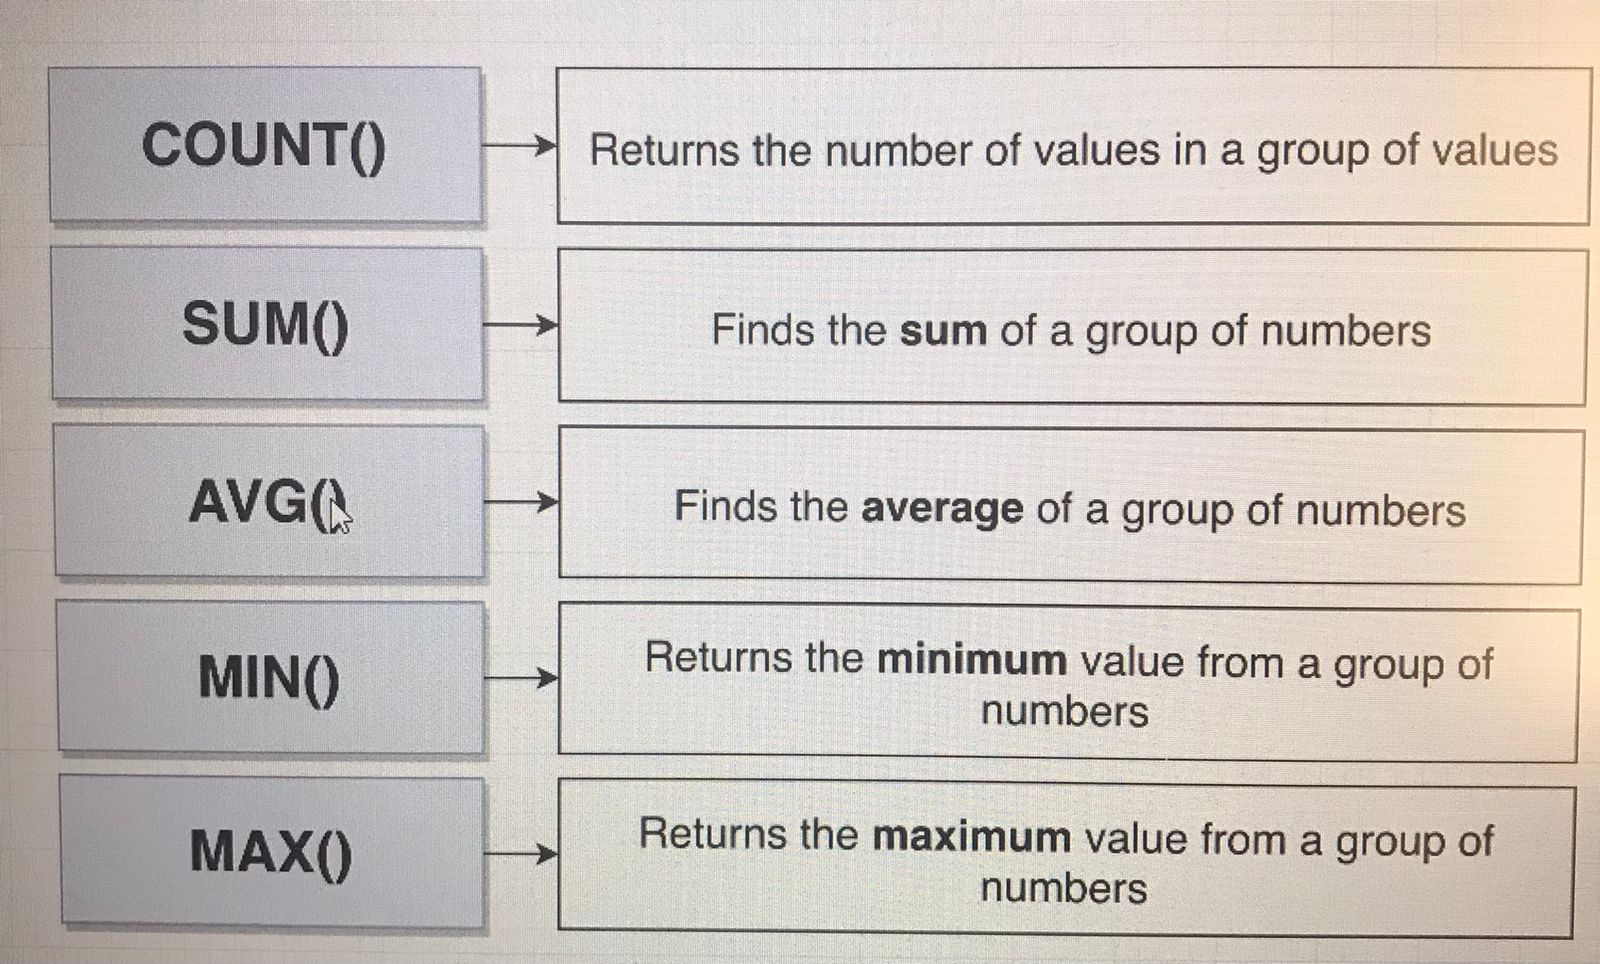 COUNT()
Returns the number of values in a group of values
SUM()
Finds the sum of a group of numbers
AVG()
Finds the average of a group of numbers
MIN()
Returns the minimum value from a group of
numbers
MAX()
Returns the maximum value from a group of
numbers